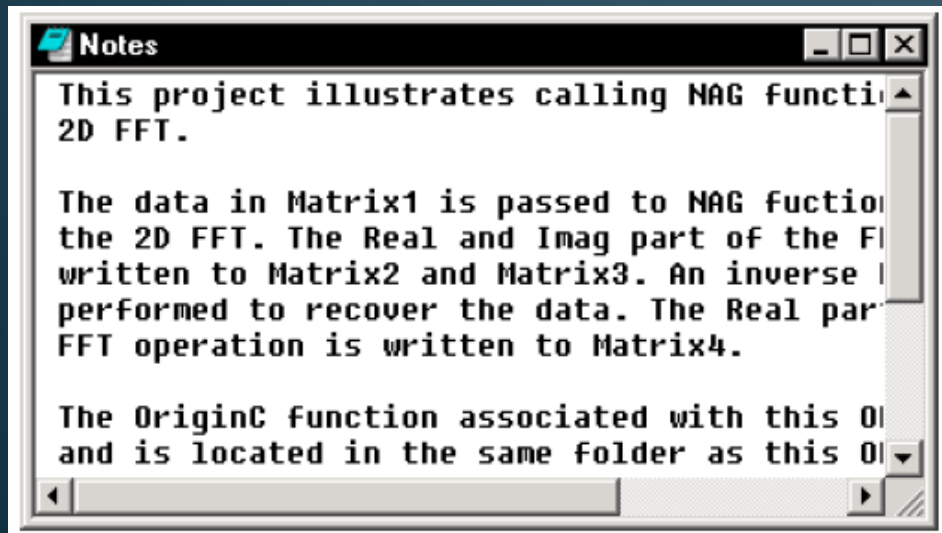 Notes
This project illustrates calling NAG
2D FFT.
The data in Matrix1 is passed to NAG
the 2D FFT. The Real and Imag part of the
written to Matrix2 and Matrix3. An inverse
performed to recover the data. The Real
FFT operation is written to Matrix4.
The OriginC function associated with this
and is located in the same folder as this